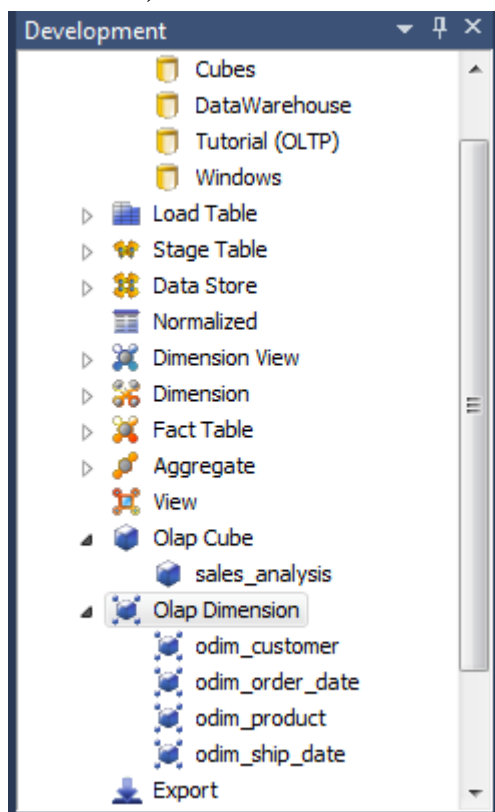 Development
Cubes
DataWarehouse
Tutorial (OLTP)
Windows
Load Table
Stage Table
Data Store
Normalized
Dimension View
Dimension
Fact Table
Aggregate
View
Olap Cube
sales_analysis
Olap Dimension
odim_customer
odim_order_date
odim_product
odim_ship_date
Export